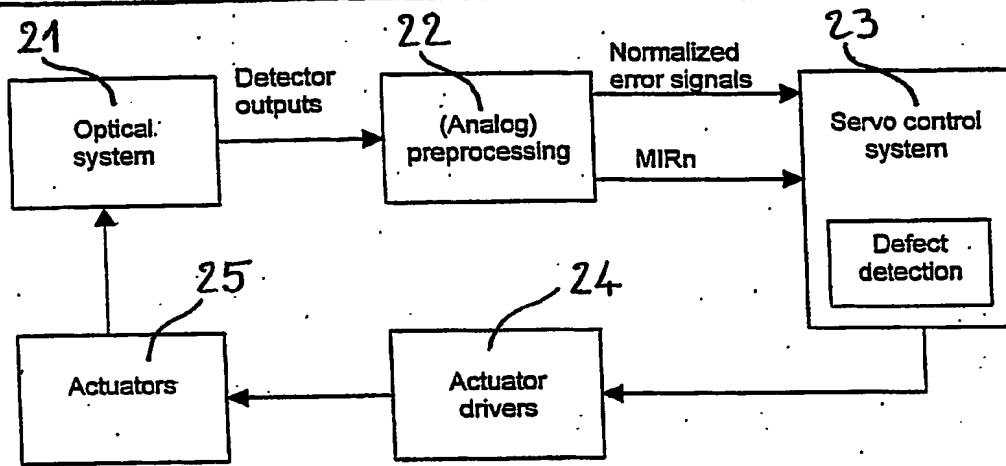 21
Optical
system
Detector
outputs
22
(Analog)
preprocessing
Normalized
error signals
MIRn
23
Servo control
system
Defect
detection
24
Actuator
drivers
25
Actuators